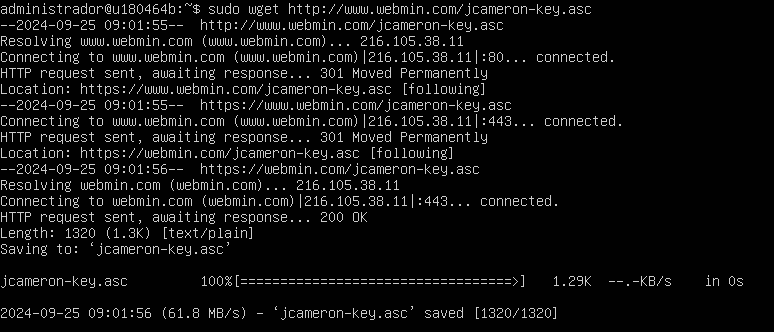 administrador@u180464b:~$ sudo wget http://www.webmin.com/jcameron-key.asc
--2024-09-25 09:01:55--  http://www.webmin.com/jcameron-key.asc
Resolving www.webmin.com (www.webmin.com)... 216.105.38.11
Connecting to www.webmin.com (www.webmin.com)|216.105.38.11|:80... connected.
HTTP request sent, awaiting response... 301 Moved Permanently
Location: https://www.webmin.com/jcameron-key.asc [following]
--2024-09-25 09:01:55--  https://www.webmin.com/jcameron-key.asc
Connecting to www.webmin.com (www.webmin.com)|216.105.38.11|:443... connected.
HTTP request sent, awaiting response... 301 Moved Permanently
Location: https://webmin.com/jcameron-key.asc [following]
--2024-09-25 09:01:56--  https://webmin.com/jcameron-key.asc
Resolving webmin.com (webmin.com)... 216.105.38.11
Connecting to webmin.com (webmin.com)|216.105.38.11|:443... connected.
HTTP request sent, awaiting response... 200 OK
Length: 1320 (1.3K) [text/plain]
Saving to: ‘jcameron-key.asc’
jcameron-key.asc          100%[===================================>]   1.29K  --.-KB/s    in 0s
2024-09-25 09:01:56 (61.8 MB/s) - ‘jcameron-key.asc’ saved [1320/1320]